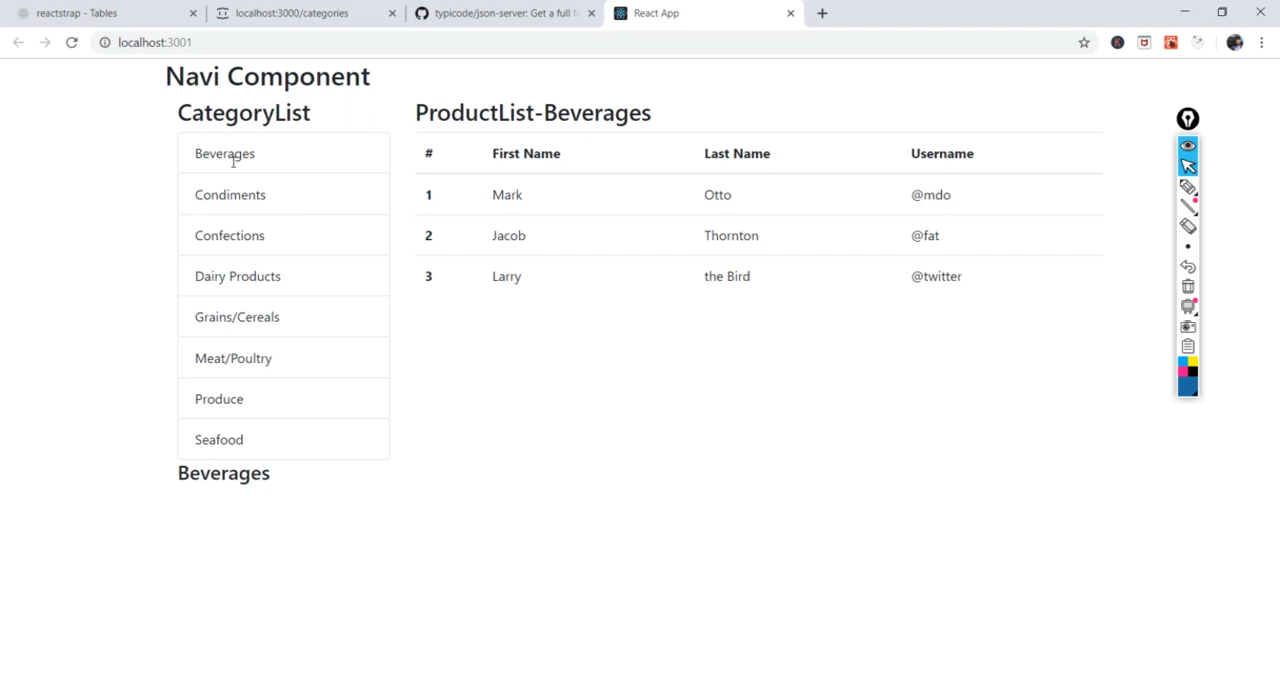 reactstrap - Tables
localhost:3000/categories
typicode/json-server: Get a full f
React App
localhost:3001
Navi Component
CategoryList
Beverages
Condiments
Confections
Dairy Products
Grains/Cereals
Meat/Poultry
Produce
Seafood
Beverages
ProductList-Beverages
# First Name Last Name Username
1 Mark Otto @mdo
2 Jacob Thornton @fat
3 Larry the Bird @twitter